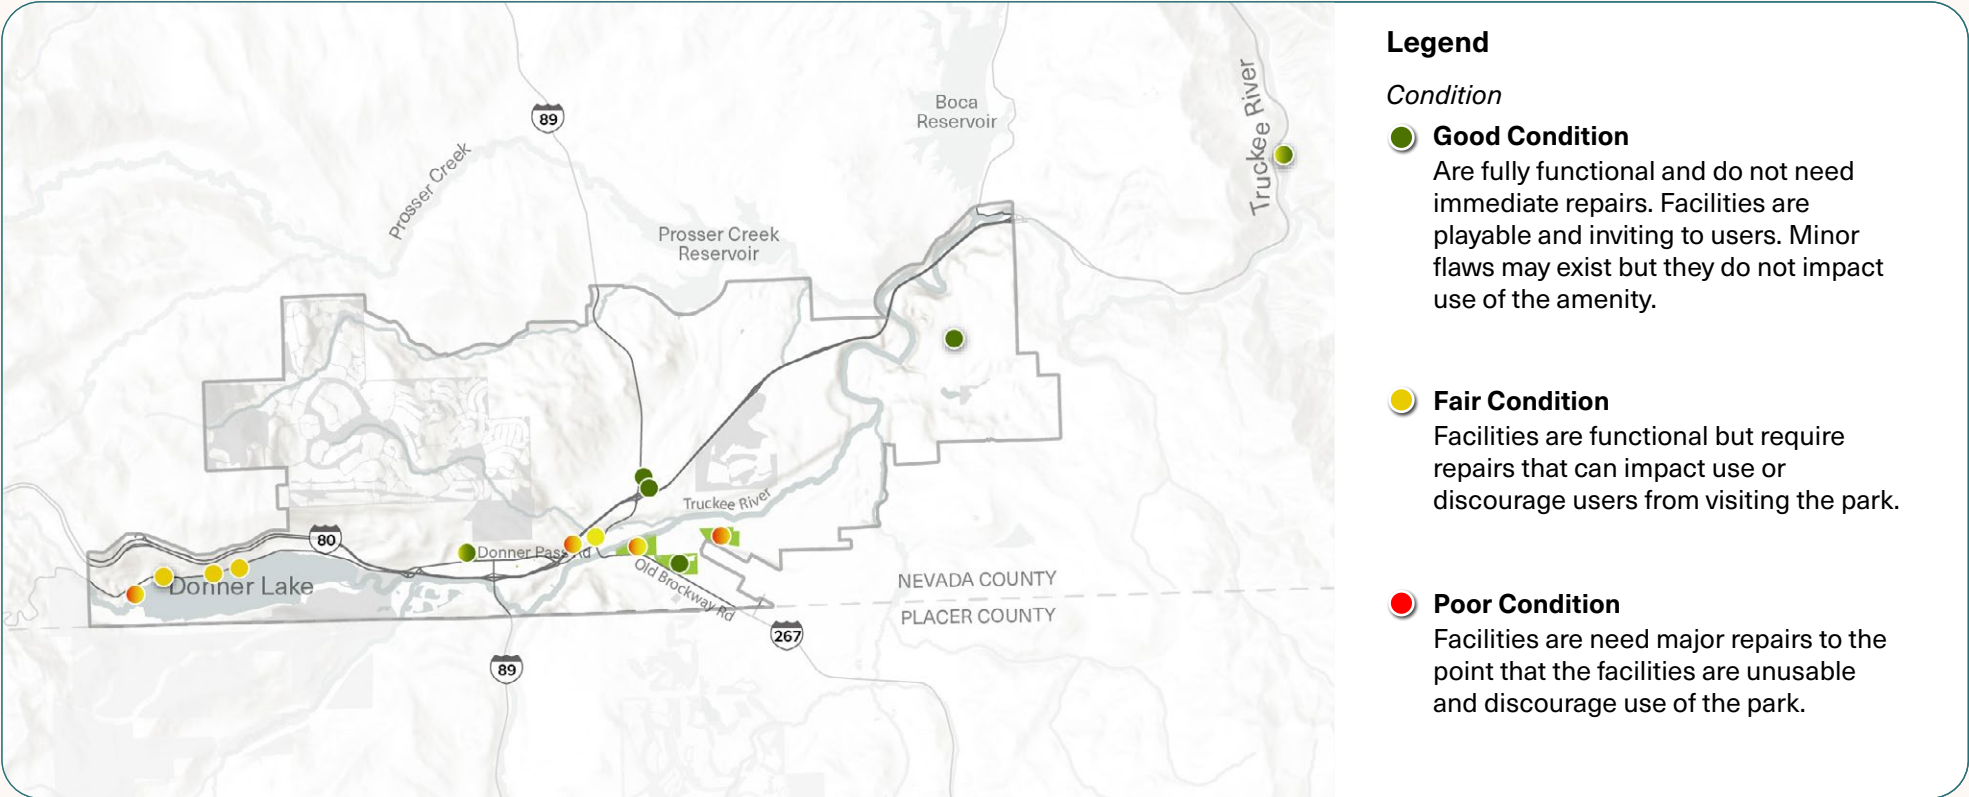 89
Boca
Reservoir
Truckee River
Prosser Creek
Prosser Creek
Reservoir
Truckee River
80
Donner Pass Rd
Donner Lake
Old Brockway Rd
NEVADA COUNTY
PLACER COUNTY
267
89
Legend
Condition
Good Condition
Are fully functional and do not need
immediate repairs. Facilities are
playable and inviting to users. Minor
flaws may exist but they do not impact
use of the amenity.
Fair Condition
Facilities are functional but require
repairs that can impact use or
discourage users from visiting the park.
Poor Condition
Facilities are need major repairs to the
point that the facilities are unusable
and discourage use of the park.